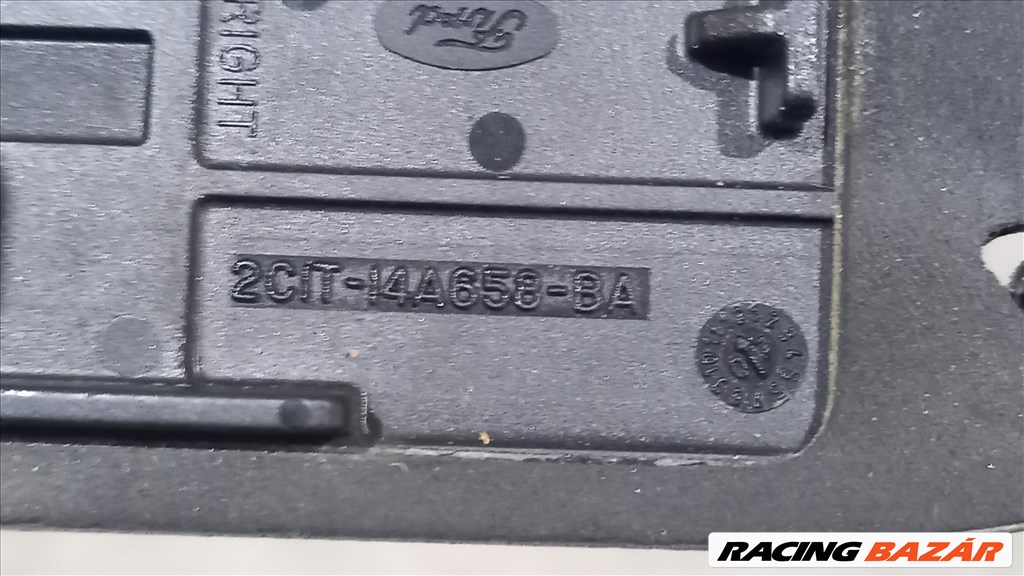 RIGHT
Ford
2C1T-14A658-BA
RACING BAZÁR